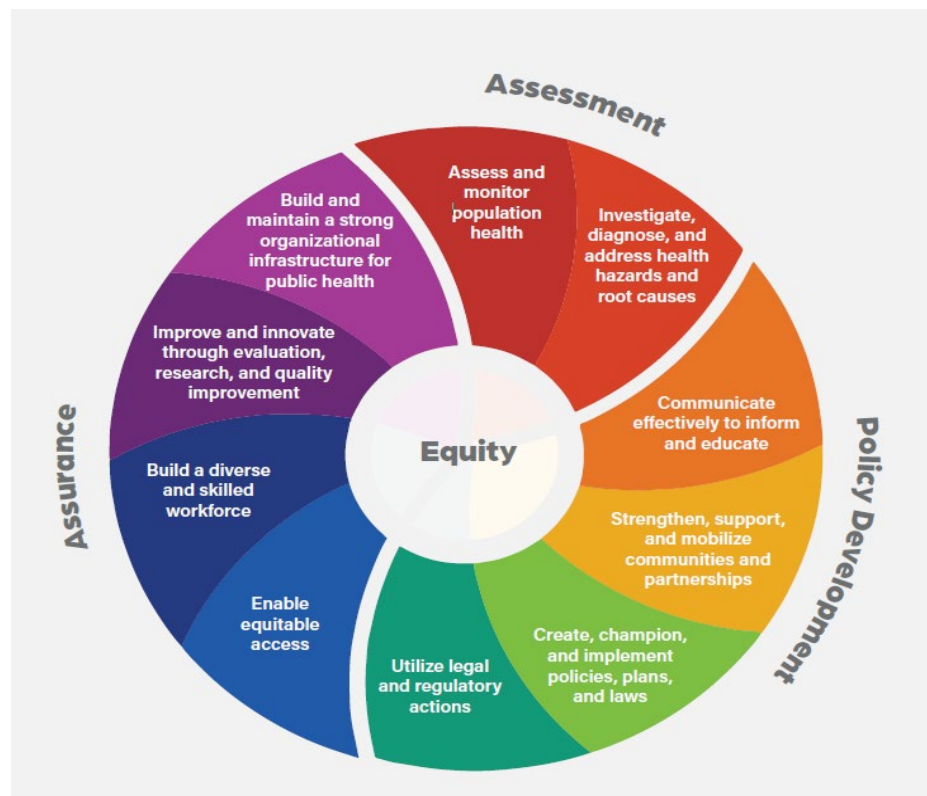 Assessment
Assess and
monitor
population
health
Investigate,
diagnose, and
address health
hazards and
root causes
Policy Development
Communicate
effectively to inform
and educate
Strengthen, support,
and mobilize
communities and
partnerships
Create, champion,
and implement
policies, plans,
and laws
Utilize legal
and regulatory
actions
Assurance
Enable
equitable
access
Build a diverse
and skilled
workforce
Improve and innovate
through evaluation,
research, and quality
improvement
Build and
maintain a strong
organizational
infrastructure for
public health
Equity